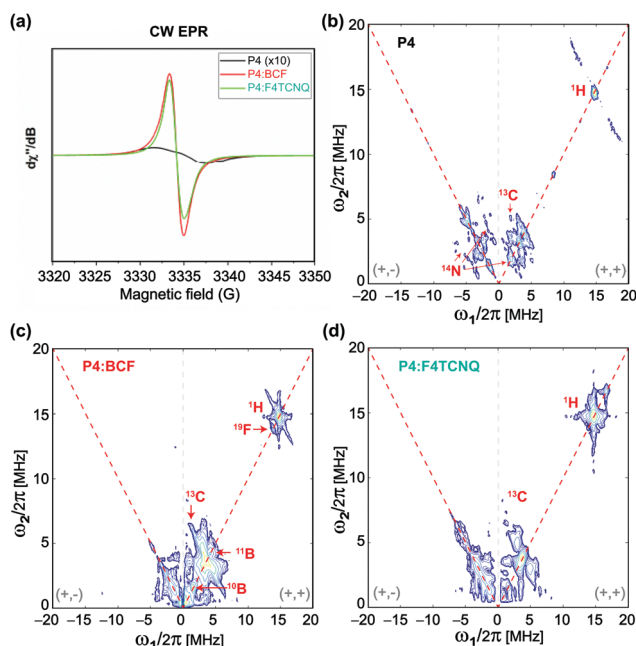 (a)
CW EPR
P4 (x10)
P4:BCF
P4:F4TCNQ
dχ"/dB
3320 3325 3330 3335 3340 3345 3350
Magnetic field (G)
(b)
P4
20
15
10
5
0
ω₂/2π [MHz]
¹H
¹³C
¹⁴N
(+,-)
(+,+)
−20 −15 −10 −5 0 5 10 15 20
ω₁/2π [MHz]
(c)
P4:BCF
20
15
10
5
0
ω₂/2π [MHz]
¹H
¹⁹F
¹³C
¹¹B
¹⁰B
(+,-)
(+,+)
−20 −15 −10 −5 0 5 10 15 20
ω₁/2π [MHz]
(d)
P4:F4TCNQ
20
15
10
5
0
ω₂/2π [MHz]
¹H
¹³C
(+,-)
(+,+)
−20 −15 −10 −5 0 5 10 15 20
ω₁/2π [MHz]